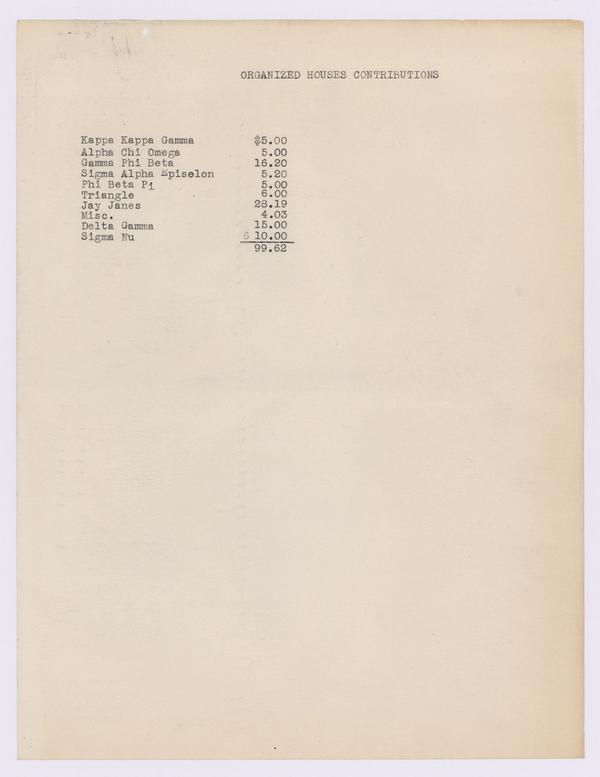 ORGANIZED HOUSES CONTRIBUTIONS
Kappa Kappa Gamma $5.00
Alpha Chi Omega 5.00
Gamma Phi Beta 16.20
Sigma Alpha Episelon 5.20
Phi Beta Pi 5.00
Triangle 6.00
Jay Janes 28.19
Misc. 4.03
Delta Gamma 15.00
Sigma Nu 10.00
99.62